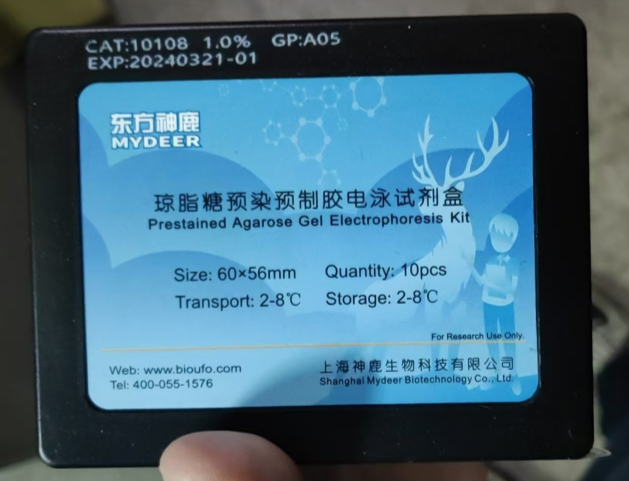 CAT:10108 1.0% GP:A05
EXP:20240321-01
东方神鹿
MYDEER
琼脂糖预染预制胶电泳试剂盒
Prestained Agarose Gel Electrophoresis Kit
Size: 60×56mm Quantity: 10pcs
Transport: 2-8℃ Storage: 2-8℃
For Research Use Only.
Web: www.bioufo.com 上海神鹿生物科技有限公司
Tel: 400-055-1576 Shanghai Mydeer Biotechnology Co., Ltd.